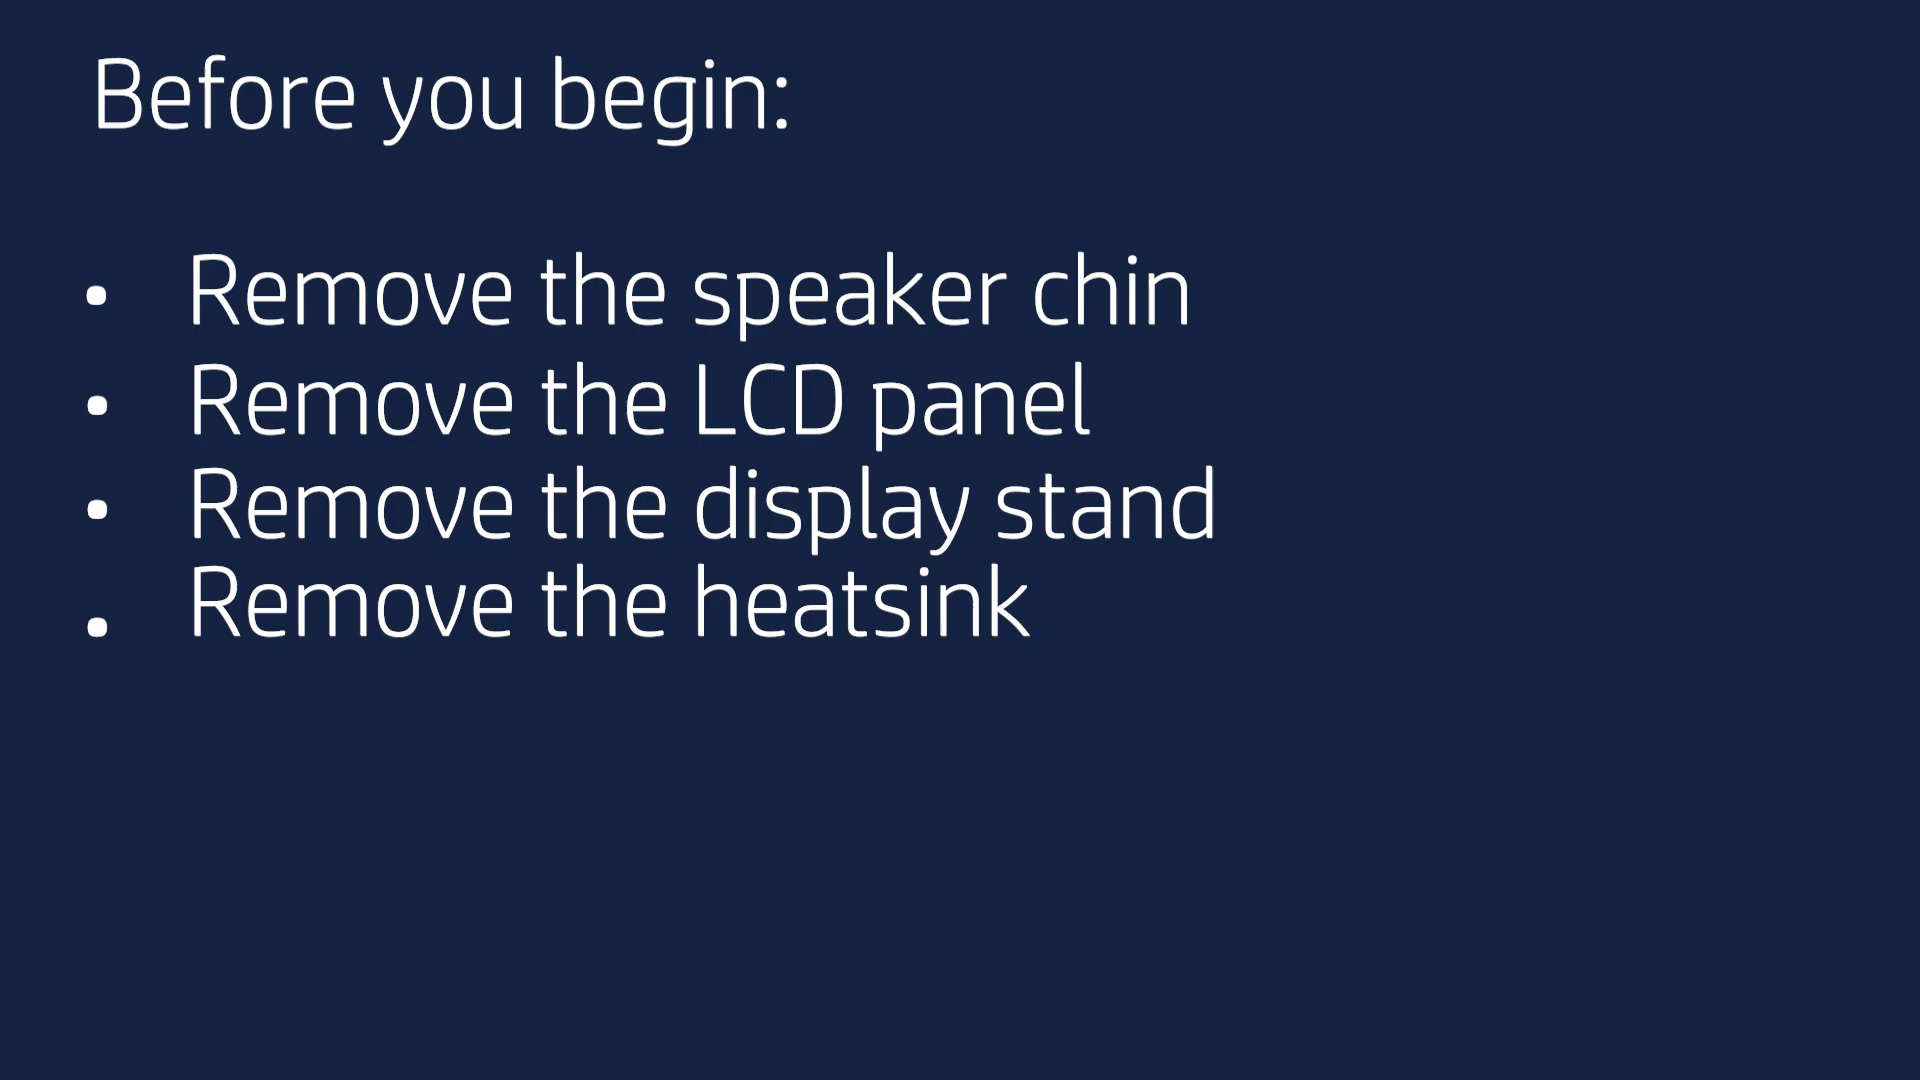 Before you begin:
• Remove the speaker chin
• Remove the LCD panel
• Remove the display stand
• Remove the heatsink